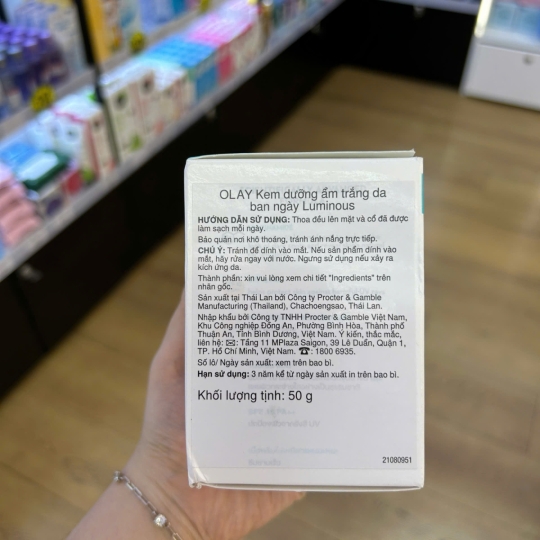 OLAY Kem dưỡng ẩm trắng da
ban ngày Luminous
HƯỚNG DẪN SỬ DỤNG: Thoa đều lên mặt và cổ đã được
làm sạch mỗi ngày.
Bảo quản nơi khô thoáng, tránh ánh nắng trực tiếp.
CHÚ Ý: Tránh để dính vào mắt. Nếu sản phẩm dính vào
mắt, hãy rửa ngay với nước. Ngưng sử dụng nếu xảy ra
kích ứng da.
Thành phần: xin vui lòng xem chi tiết "Ingredients" trên
nhãn gốc.
Sản xuất tại Thái Lan bởi Công ty Procter & Gamble
Manufacturing (Thailand), Chachoengsao, Thái Lan.
Nhập khẩu bởi Công ty TNHH Procter & Gamble Việt Nam,
Khu Công nghiệp Đồng An, Phường Bình Hòa, Thành phố
Thuận An, Tỉnh Bình Dương, Việt Nam. Ý kiến, thắc mắc,
liên hệ: ✉: Tầng 11 MPlaza Saigon, 39 Lê Duẩn, Quận 1,
TP. Hồ Chí Minh, Việt Nam. ☎: 1800 6935.
Số lô/ Ngày sản xuất: xem trên bao bì.
Hạn sử dụng: 3 năm kể từ ngày sản xuất in trên bao bì.
Khối lượng tịnh: 50 g
21080951